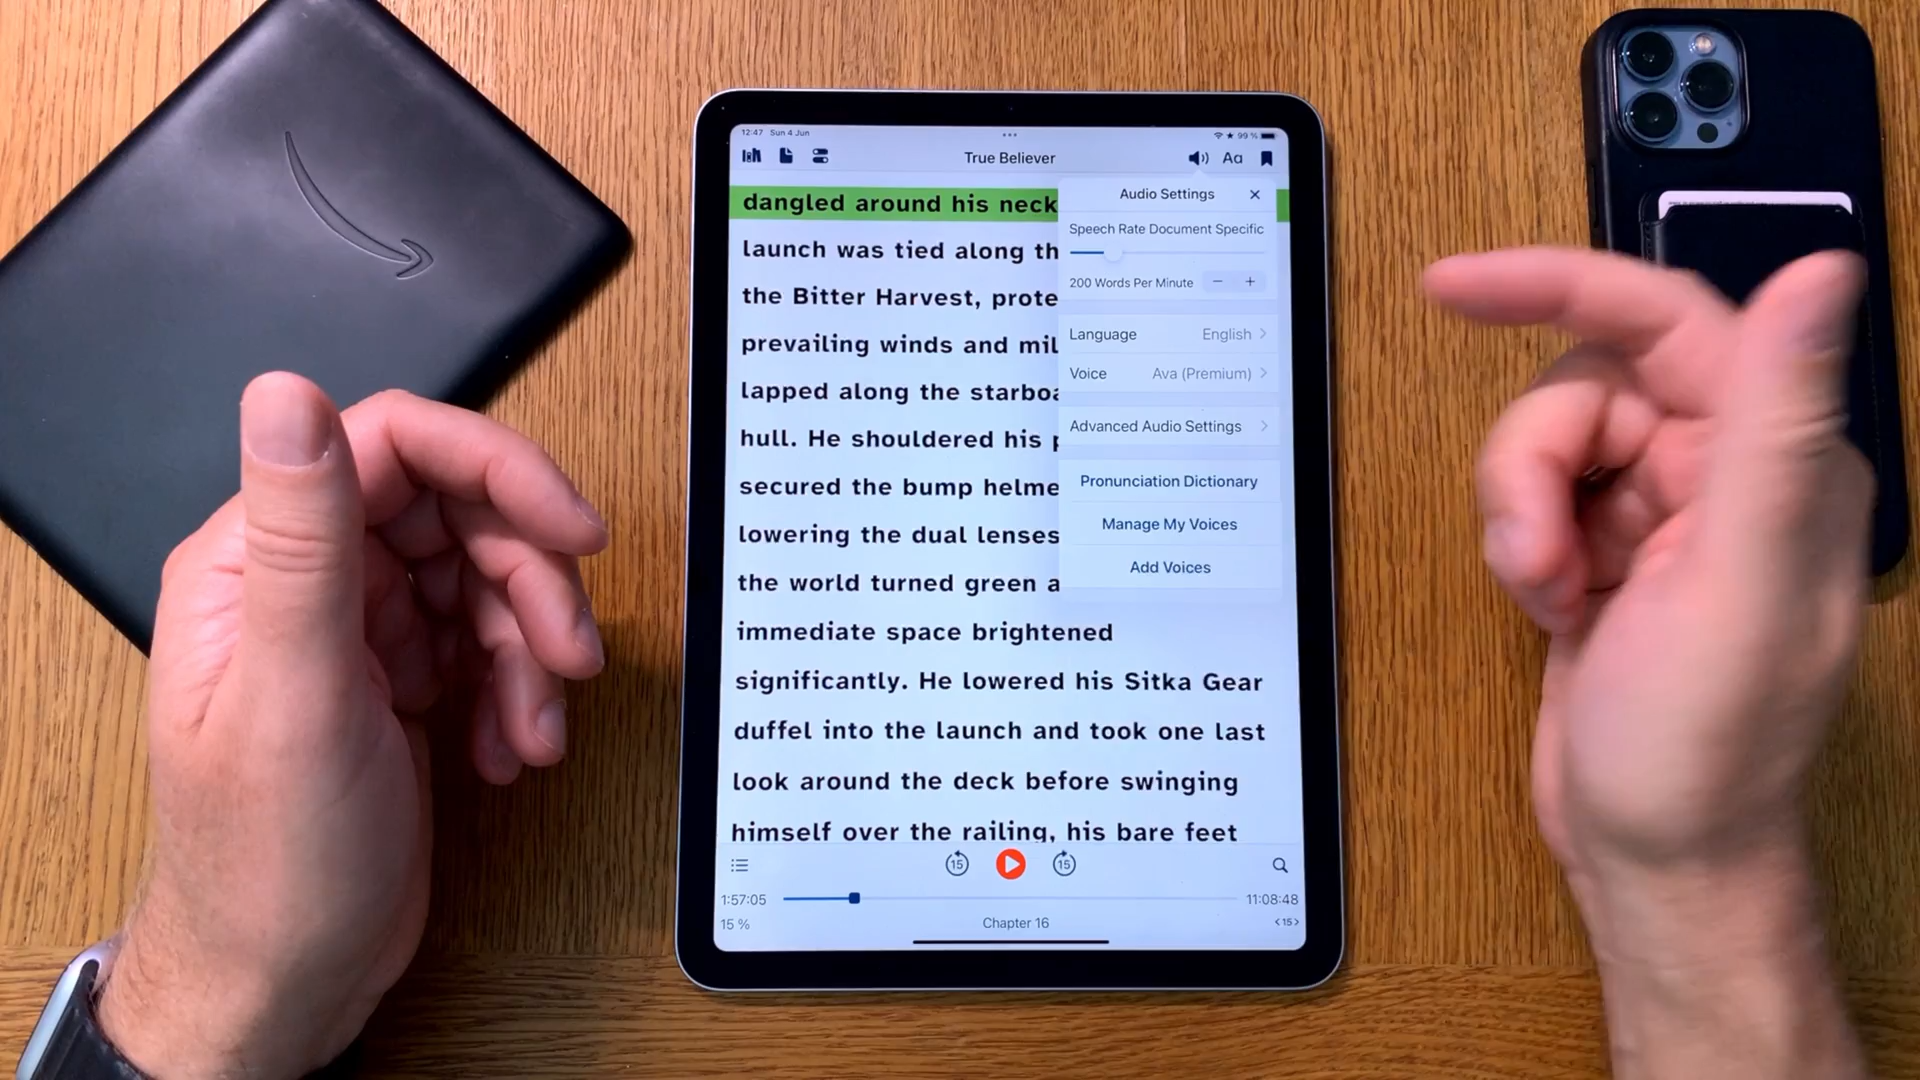 12:47 Sun 4 Jun
99 %
True Believer
Aa
dangled around his neck
Audio Settings
Speech Rate Document Specific
200 Words Per Minute
Language English
Voice Ava (Premium)
Advanced Audio Settings
Pronunciation Dictionary
Manage My Voices
Add Voices
launch was tied along th
the Bitter Harvest, prote
prevailing winds and mil
lapped along the starboa
hull. He shouldered his p
secured the bump helme
lowering the dual lenses
the world turned green a
immediate space brightened
significantly. He lowered his Sitka Gear
duffel into the launch and took one last
look around the deck before swinging
himself over the railing, his bare feet
15
15
1:57:05
11:08:48
15 %
Chapter 16
<15>